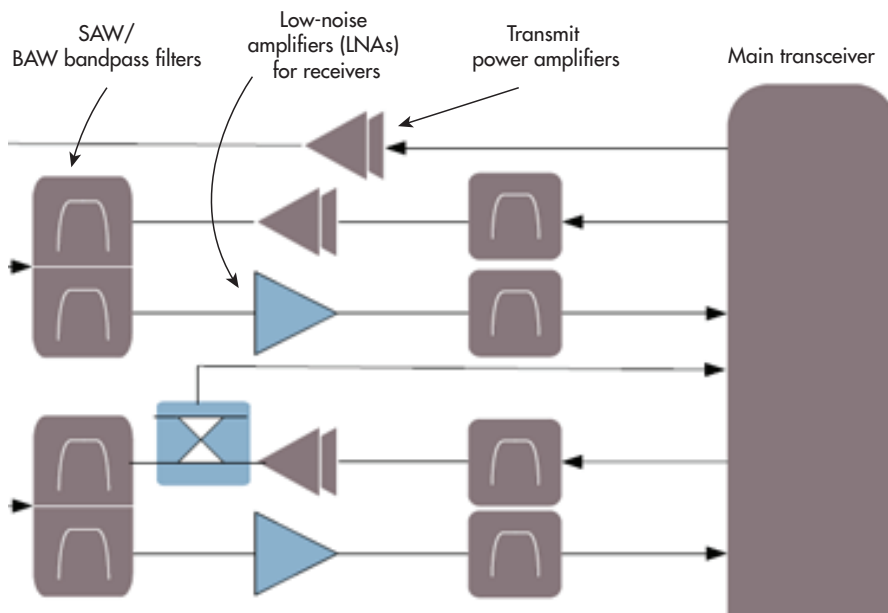 SAW/
BAW bandpass filters
Low-noise
amplifiers (LNAs)
for receivers
Transmit
power amplifiers
Main transceiver